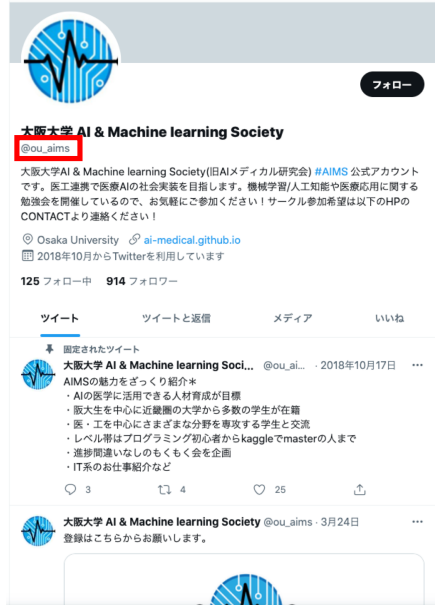 フォロー
大阪大学 AI & Machine learning Society
@ou_aims
大阪大学AI & Machine learning Society(旧AIメディカル研究会) #AIMS 公式アカウント
です。医工連携で医療AIの社会実装を目指します。機械学習/人工知能や医療応用に関する
勉強会を開催しているので、お気軽にご参加ください！サークル参加希望は以下のHPの
CONTACTより連絡ください！
Osaka University ai-medical.github.io
2018年10月からTwitterを利用しています
125 フォロー中 914 フォロワー
ツイート ツイートと返信 メディア いいね
固定されたツイート
大阪大学 AI & Machine learning Soci... @ou_ai... · 2018年10月17日
AIMSの魅力をざっくり紹介＊
・AIの医学に活用できる人材育成が目標
・阪大生を中心に近畿圏の大学から多数の学生が在籍
・医・工を中心にさまざまな分野を専攻する学生と交流
・レベル帯はプログラミング初心者からkaggleでmasterの人まで
・進捗間違いなしのもくもく会を企画
・IT系のお仕事紹介など
3 4 25
大阪大学 AI & Machine learning Society @ou_aims · 3月24日
登録はこちらからお願いします。